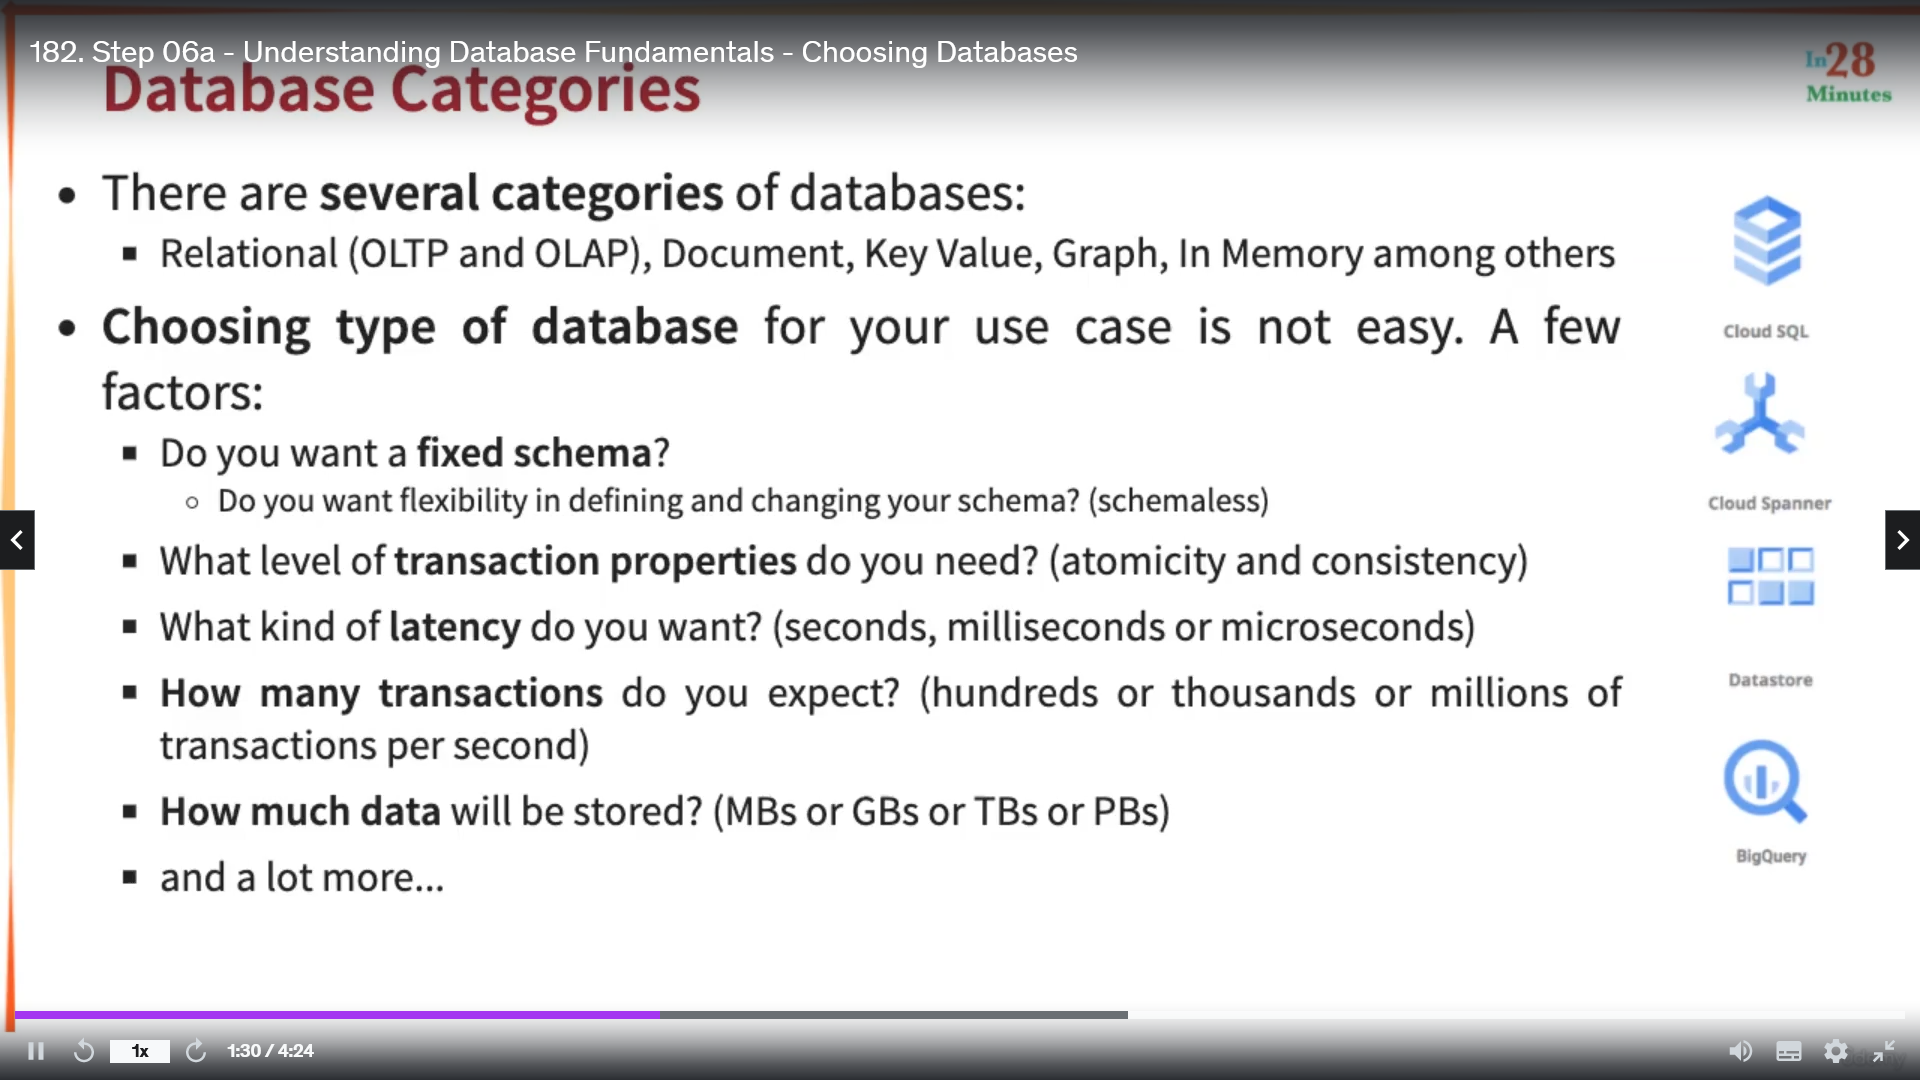 182. Step 06a - Understanding Database Fundamentals - Choosing Databases
Database Categories
In28
Minutes
• There are several categories of databases:
▪ Relational (OLTP and OLAP), Document, Key Value, Graph, In Memory among others
• Choosing type of database for your use case is not easy. A few
factors:
▪ Do you want a fixed schema?
○ Do you want flexibility in defining and changing your schema? (schemaless)
▪ What level of transaction properties do you need? (atomicity and consistency)
▪ What kind of latency do you want? (seconds, milliseconds or microseconds)
▪ How many transactions do you expect? (hundreds or thousands or millions of
transactions per second)
▪ How much data will be stored? (MBs or GBs or TBs or PBs)
▪ and a lot more...
Cloud SQL
Cloud Spanner
Datastore
BigQuery
1x
1:30 / 4:24